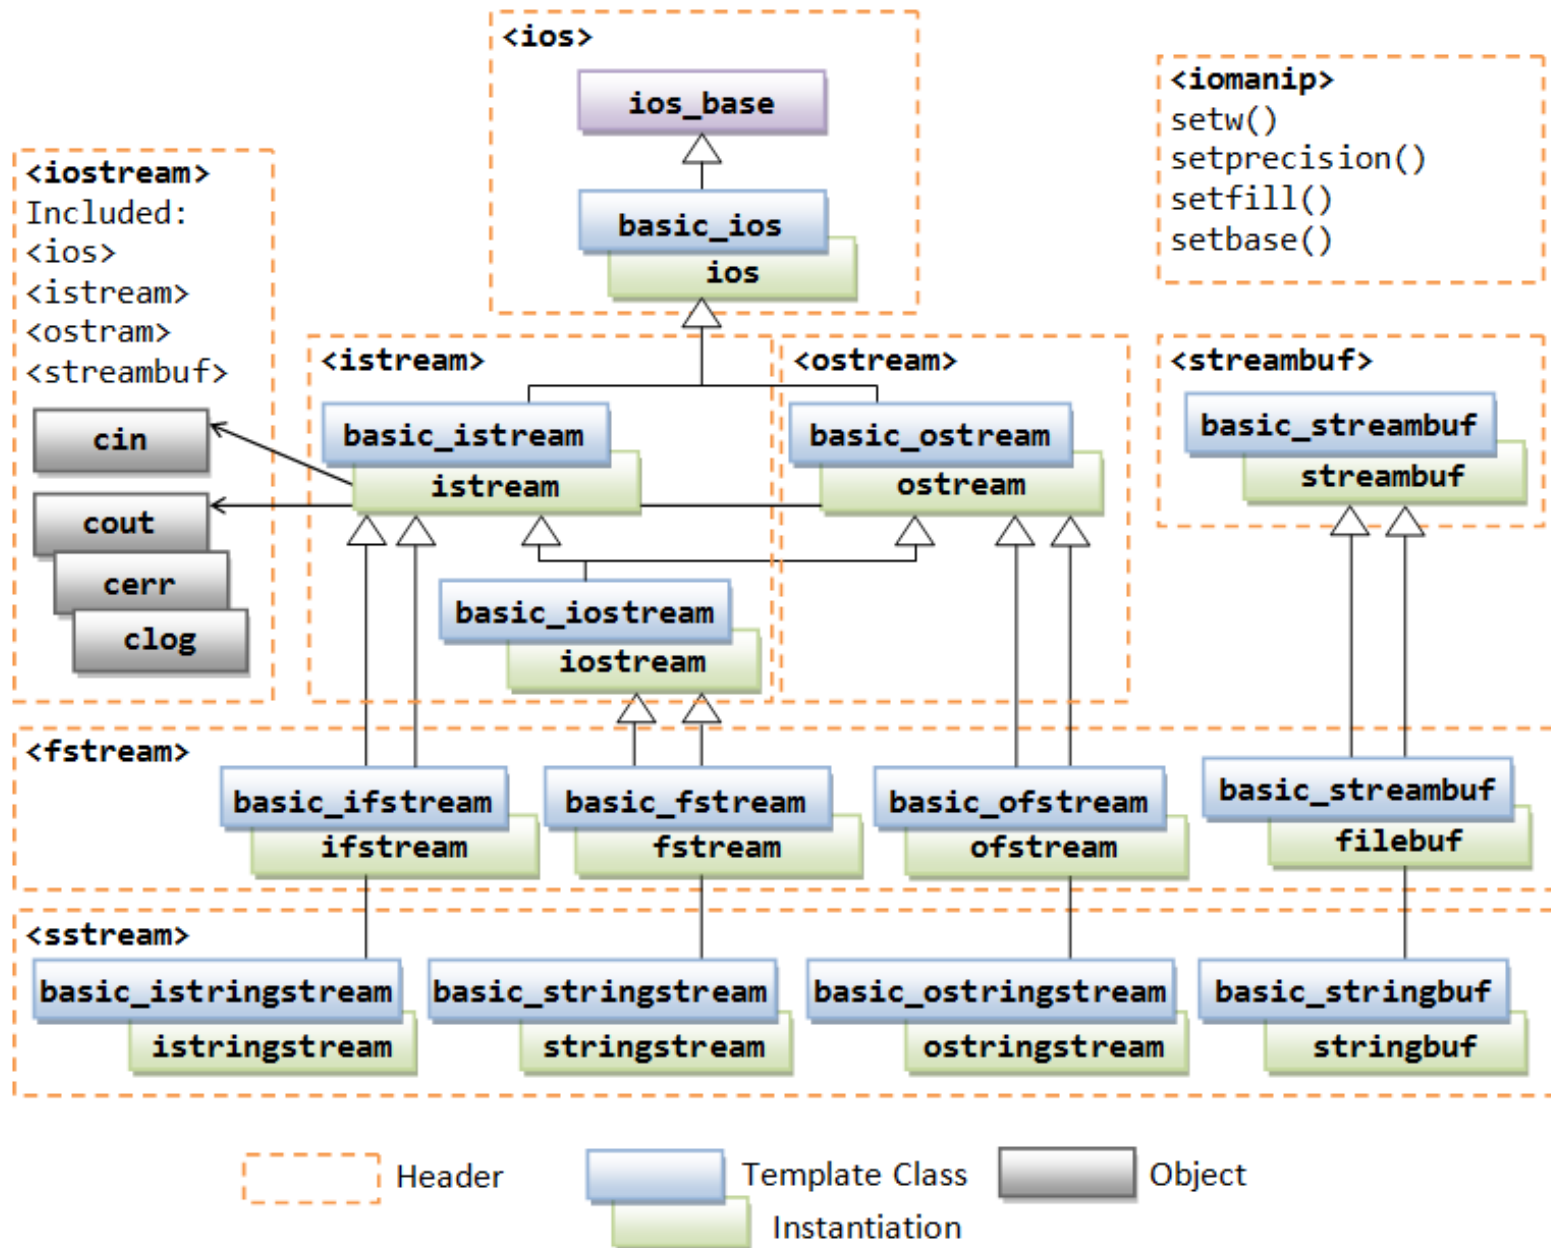 <ios>
ios_base
basic_ios
ios
<iomanip>
setw()
setprecision()
setfill()
setbase()
<iostream>
Included:
<ios>
<istream>
<ostram>
<streambuf>
cin
cout
cerr
clog
<istream>
basic_istream
istream
basic_iostream
iostream
<ostream>
basic_ostream
ostream
<streambuf>
basic_streambuf
streambuf
<fstream>
basic_ifstream
ifstream
basic_fstream
fstream
basic_ofstream
ofstream
basic_streambuf
filebuf
<sstream>
basic_istringstream
istringstream
basic_stringstream
stringstream
basic_ostringstream
ostringstream
basic_stringbuf
stringbuf
Header
Template Class
Instantiation
Object